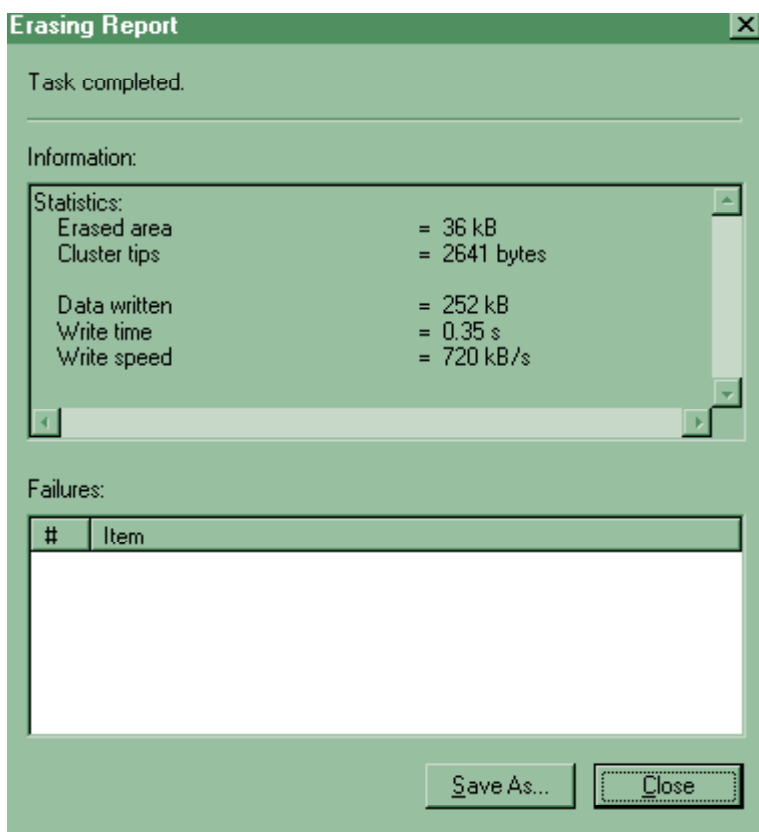 Erasing Report
Task completed.
Information:
Statistics:
Erased area = 36 kB
Cluster tips = 2641 bytes
Data written = 252 kB
Write time = 0.35 s
Write speed = 720 kB/s
Failures:
# Item
Save As... Close